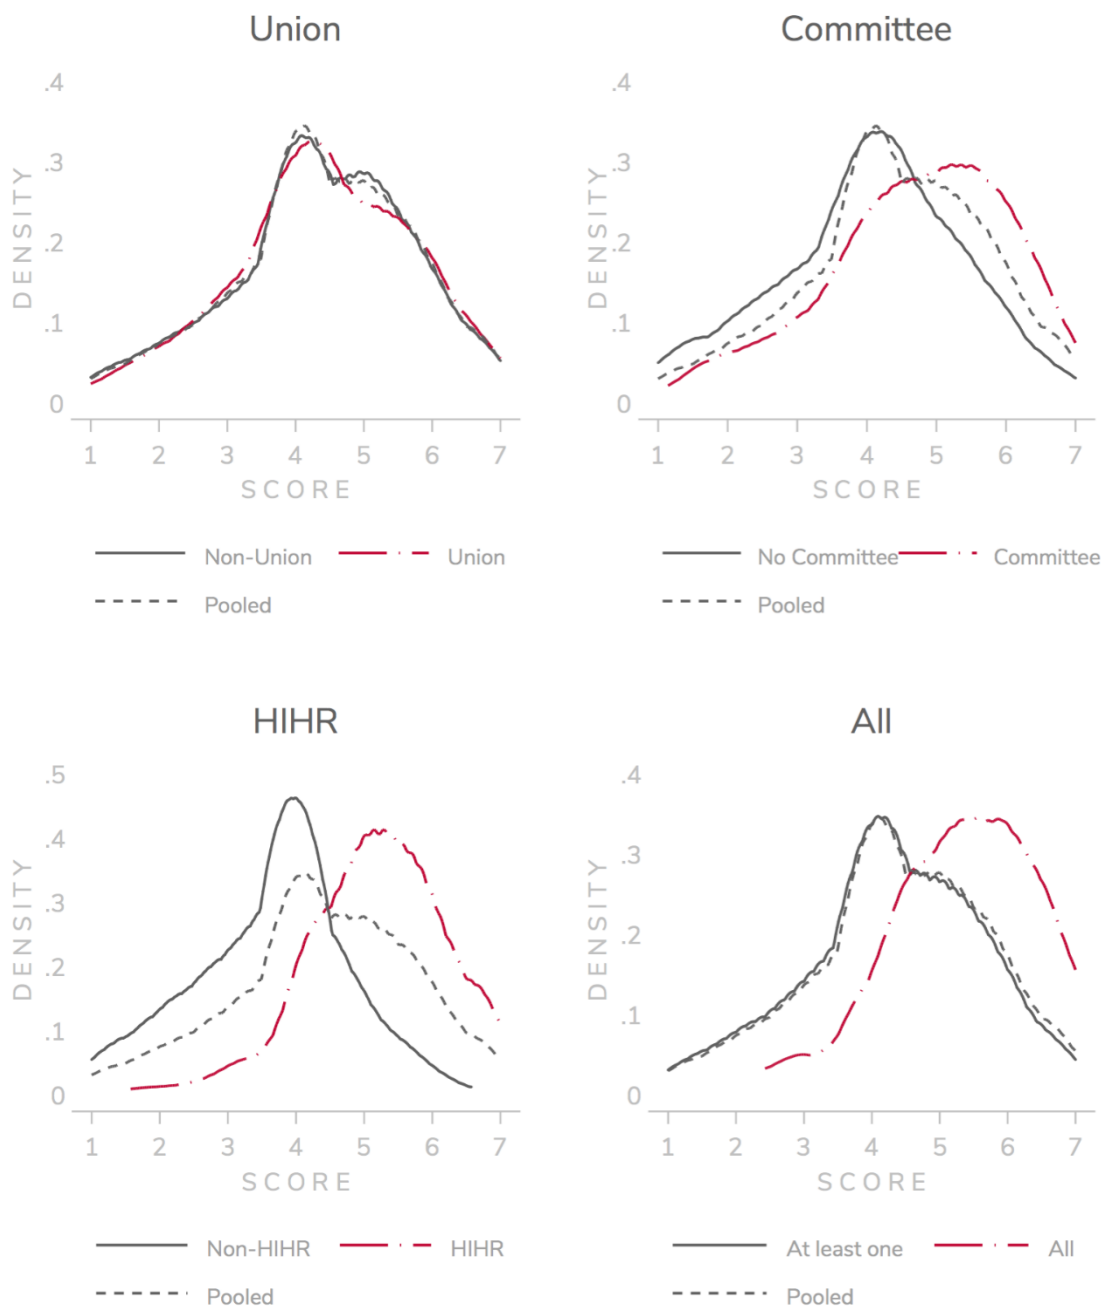 Union
Committee
.4
.3
.2
.1
0
DENSITY
1 2 3 4 5 6 7
SCORE
Non-Union
Union
Pooled
.4
.3
.2
.1
0
DENSITY
1 2 3 4 5 6 7
SCORE
No Committee
Committee
Pooled
HIHR
All
.5
.4
.3
.2
.1
0
DENSITY
1 2 3 4 5 6 7
SCORE
Non-HIHR
HIHR
Pooled
.4
.3
.2
.1
0
DENSITY
1 2 3 4 5 6 7
SCORE
At least one
All
Pooled